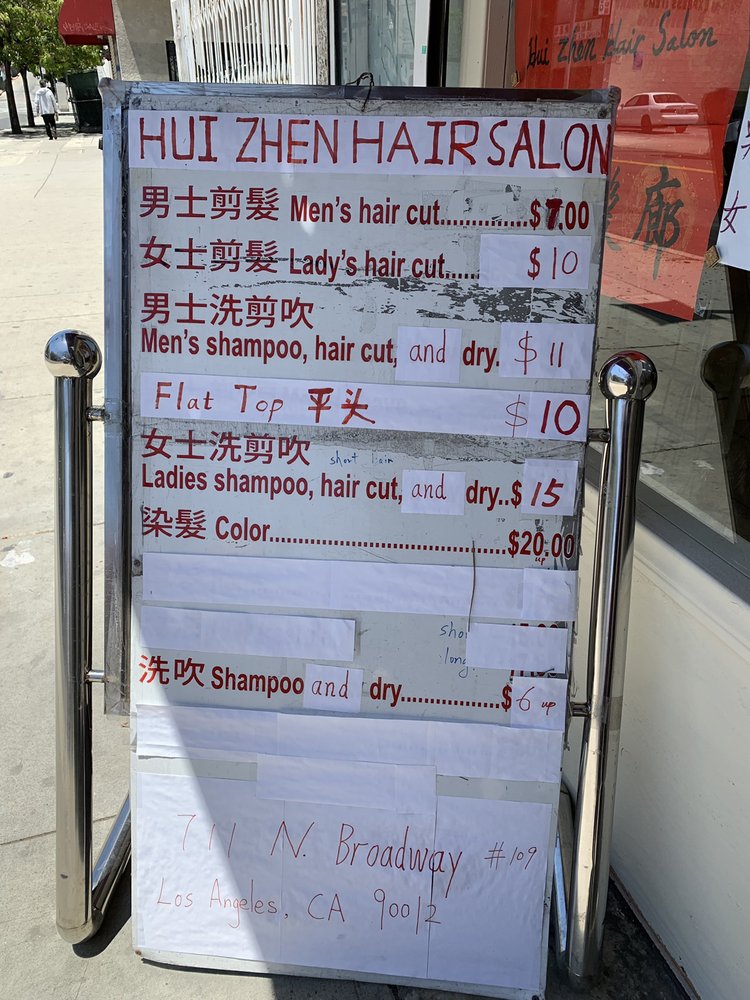 Hui Zhen Hair Salon
廊
女
HUI ZHEN HAIR SALON
男士剪髮 Men's hair cut..............$7.00
女士剪髮 Lady's hair cut...... $10
男士洗剪吹
Men's shampoo, hair cut, and dry. $11
Flat Top 平头 $10
女士洗剪吹 short hair
Ladies shampoo, hair cut, and dry..$15
染髮 Color.......................................$20.00
up
long
洗吹 Shampoo and dry..................$6 up
711 N. Broadway #109
Los Angeles, CA 90012